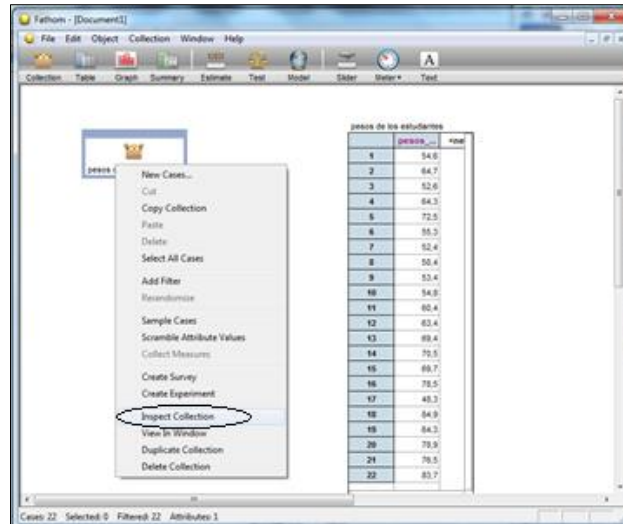 Fathom - [Document1]
File Edit Object Collection Window Help
Collection Table Graph Summary Estimate Test Model Slider Meter Text
pesos de los estudiantes
pesos_... <ne
1 54,6
2 64,7
3 52,6
4 64,3
5 72,5
6 55,3
7 52,4
8 50,4
9 53,4
10 54,8
11 60,4
12 63,4
13 69,4
14 70,5
15 69,7
16 78,5
17 48,3
18 84,9
19 64,3
20 78,9
21 76,5
22 83,7
pesos
New Cases...
Cut
Copy Collection
Paste
Delete
Select All Cases
Add Filter
Rerandomize
Sample Cases
Scramble Attribute Values
Collect Measures
Create Survey
Create Experiment
Inspect Collection
View In Window
Duplicate Collection
Delete Collection
Cases: 22 Selected: 0 Filtered: 22 Attributes: 1